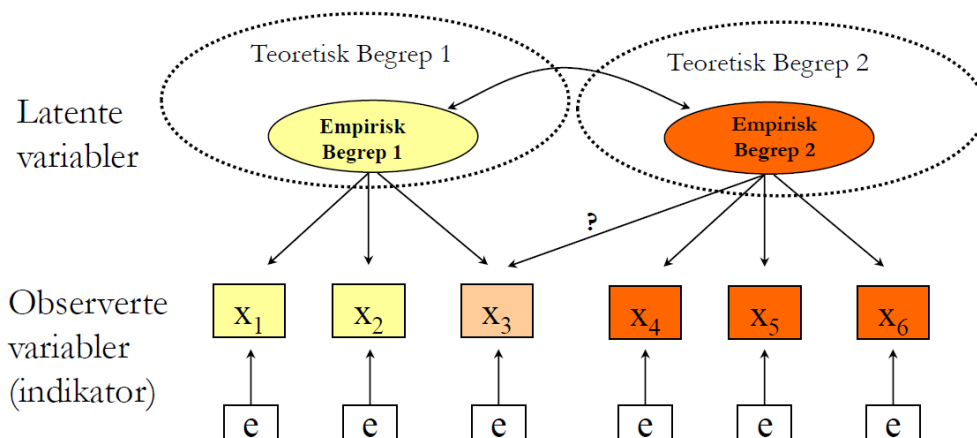 Teoretisk Begrep 1
Teoretisk Begrep 2
Latente
variabler
Empirisk
Begrep 1
Empirisk
Begrep 2
?
Observerte
variabler
(indikator)
x₁
x₂
x₃
x₄
x₅
x₆
e
e
e
e
e
e